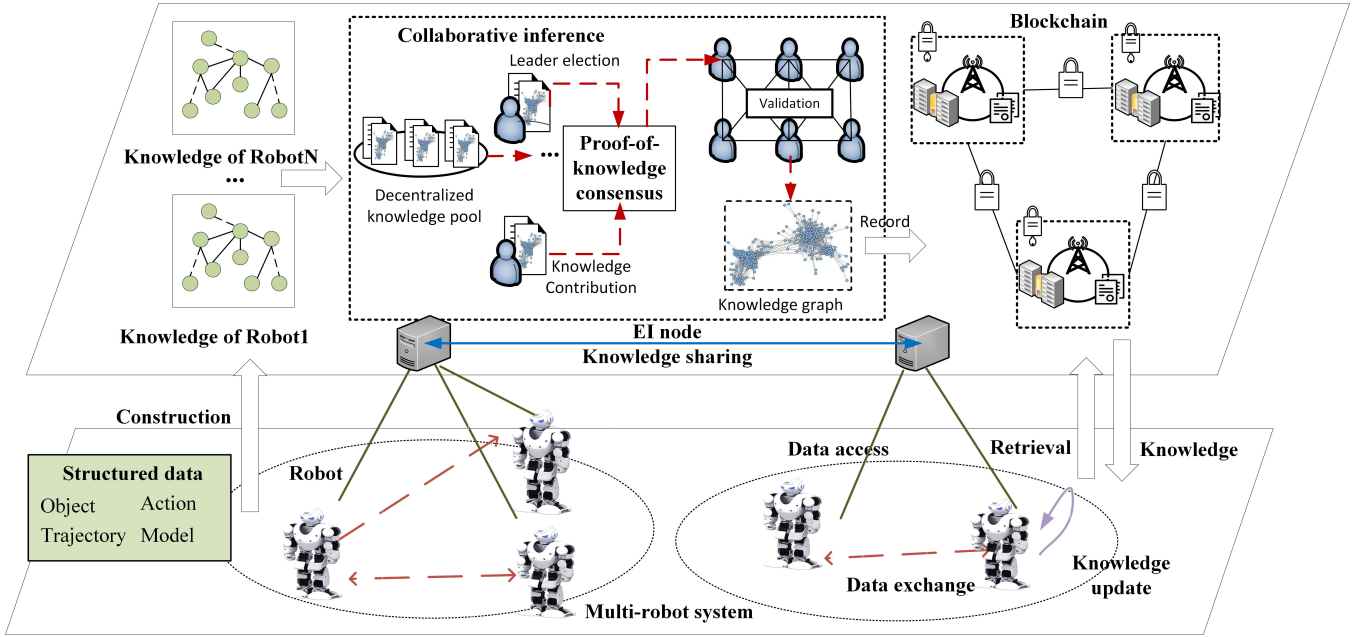 Knowledge of RobotN
...
Knowledge of Robot1
Collaborative inference
Leader election
Decentralized
knowledge pool
...
Proof-of-
knowledge
consensus
Knowledge
Contribution
Validation
Knowledge graph
Record
Blockchain
EI node
Knowledge sharing
Construction
Structured data
Object Action
Trajectory Model
Robot
Multi-robot system
Data access
Data exchange
Retrieval
Knowledge
Knowledge
update